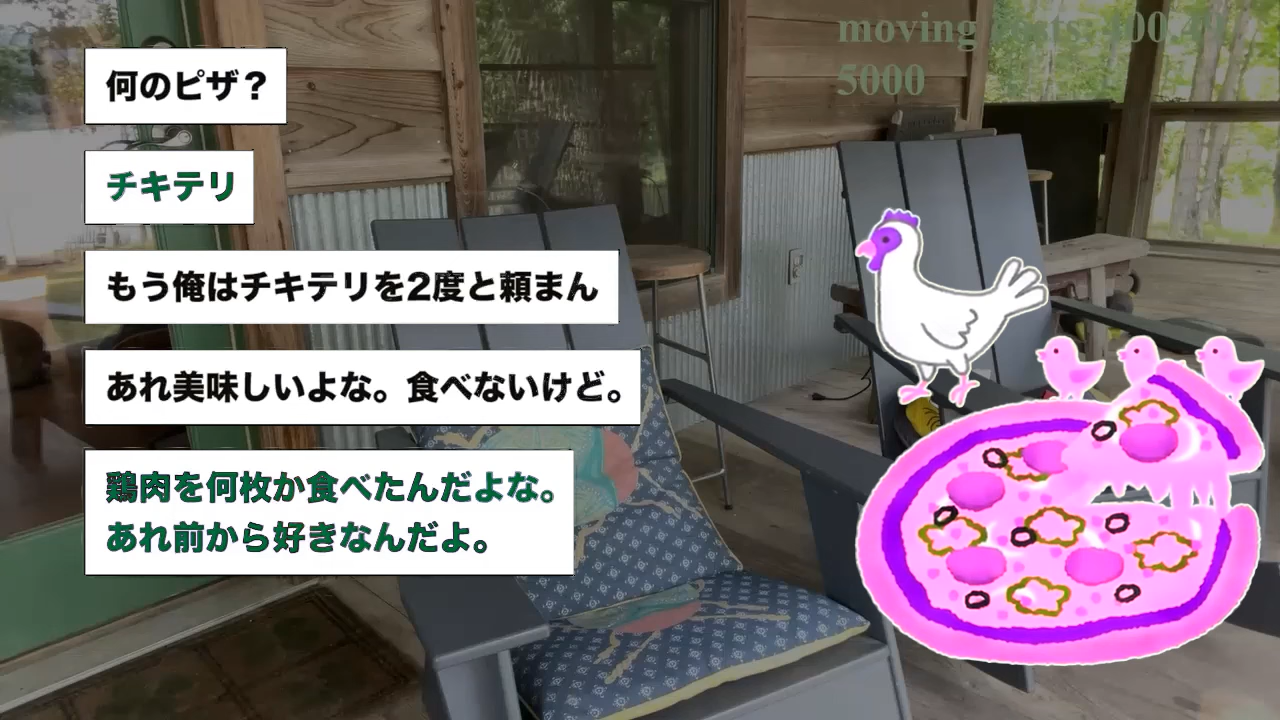 何のピザ？
チキテリ
もう俺はチキテリを2度と頼まん
あれ美味しいよな。食べないけど。
鶏肉を何枚か食べたんだよな。
あれ前から好きなんだよ。
moving
5000